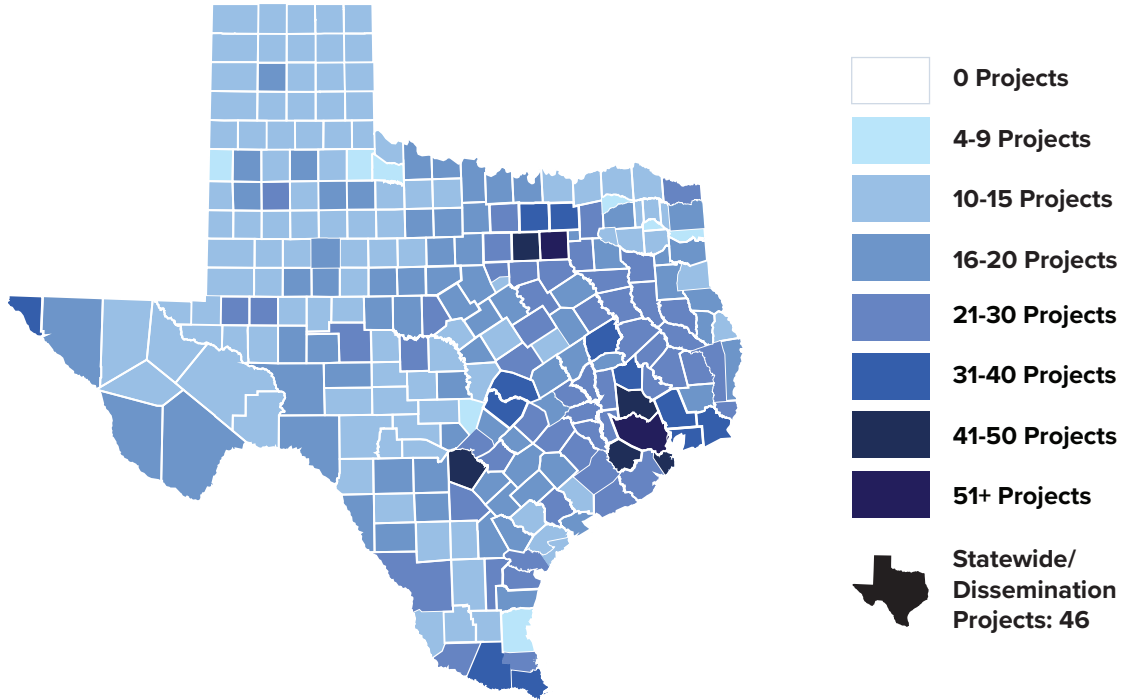 0 Projects
4-9 Projects
10-15 Projects
16-20 Projects
21-30 Projects
31-40 Projects
41-50 Projects
51+ Projects
Statewide/
Dissemination
Projects: 46